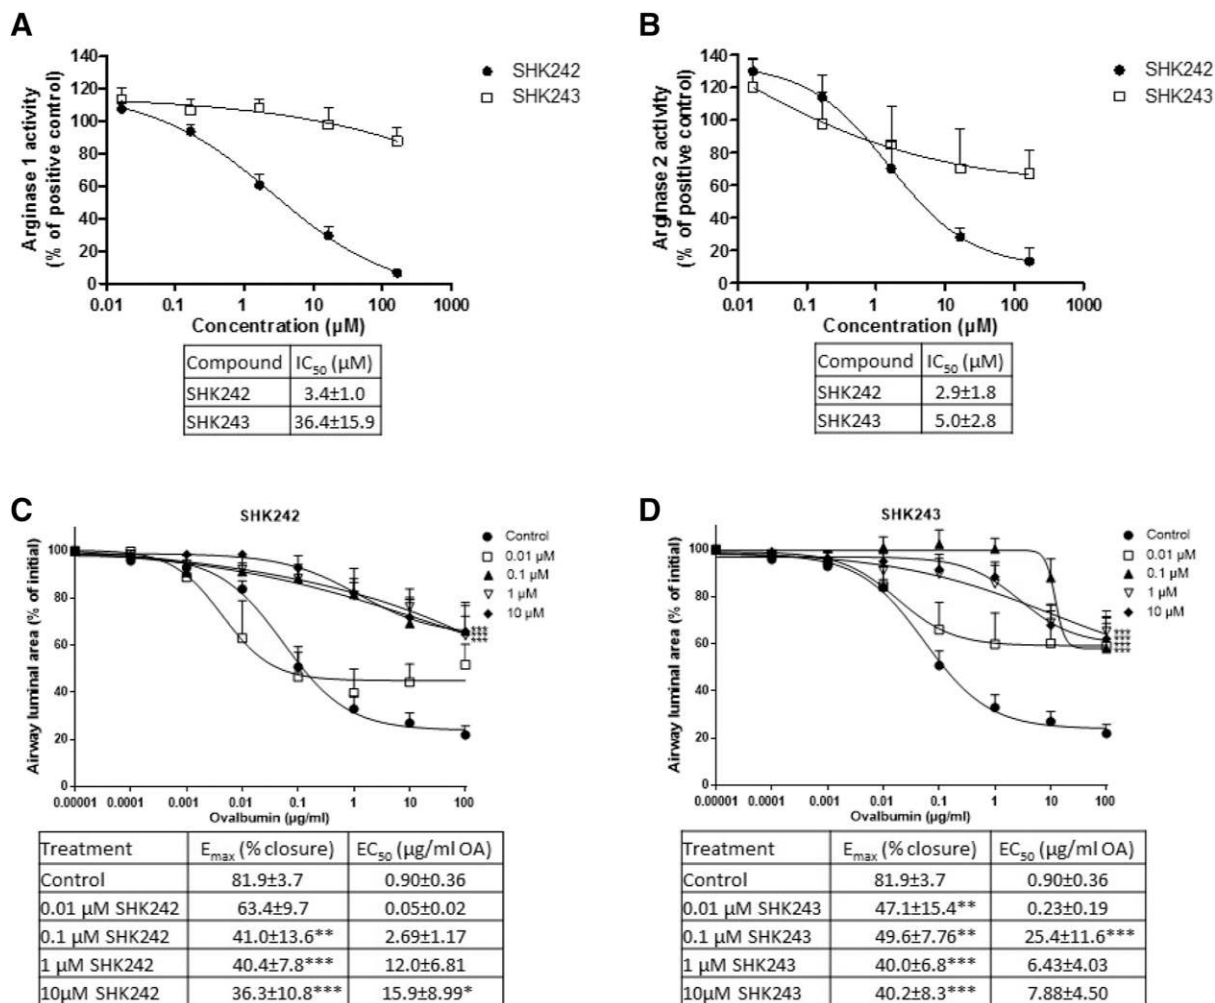 A
140
120
100
80
60
40
20
0
Arginase 1 activity
(% of positive control)
SHK242
SHK243
0.01 0.1 1 10 100 1000
Concentration (µM)
Compound IC50 (µM)
SHK242 3.4±1.0
SHK243 36.4±15.9
B
140
120
100
80
60
40
20
0
Arginase 2 activity
(% of positive control)
SHK242
SHK243
0.01 0.1 1 10 100 1000
Concentration (µM)
Compound IC50 (µM)
SHK242 2.9±1.8
SHK243 5.0±2.8
C
SHK242
100
80
60
40
20
0
Airway luminal area (% of initial)
Control
0.01 µM
0.1 µM
1 µM
10 µM
***
***
***
0.00001 0.0001 0.001 0.01 0.1 1 10 100
Ovalbumin (µg/ml)
Treatment Emax (% closure) EC50 (µg/ml OA)
Control 81.9±3.7 0.90±0.36
0.01 µM SHK242 63.4±9.7 0.05±0.02
0.1 µM SHK242 41.0±13.6** 2.69±1.17
1 µM SHK242 40.4±7.8*** 12.0±6.81
10µM SHK242 36.3±10.8*** 15.9±8.99*
D
SHK243
100
80
60
40
20
0
Airway luminal area (% of initial)
Control
0.01 µM
0.1 µM
1 µM
10 µM
***
***
***
***
0.00001 0.0001 0.001 0.01 0.1 1 10 100
Ovalbumin (µg/ml)
Treatment Emax (% closure) EC50 (µg/ml OA)
Control 81.9±3.7 0.90±0.36
0.01 µM SHK243 47.1±15.4** 0.23±0.19
0.1 µM SHK243 49.6±7.76** 25.4±11.6***
1 µM SHK243 40.0±6.8*** 6.43±4.03
10µM SHK243 40.2±8.3*** 7.88±4.50